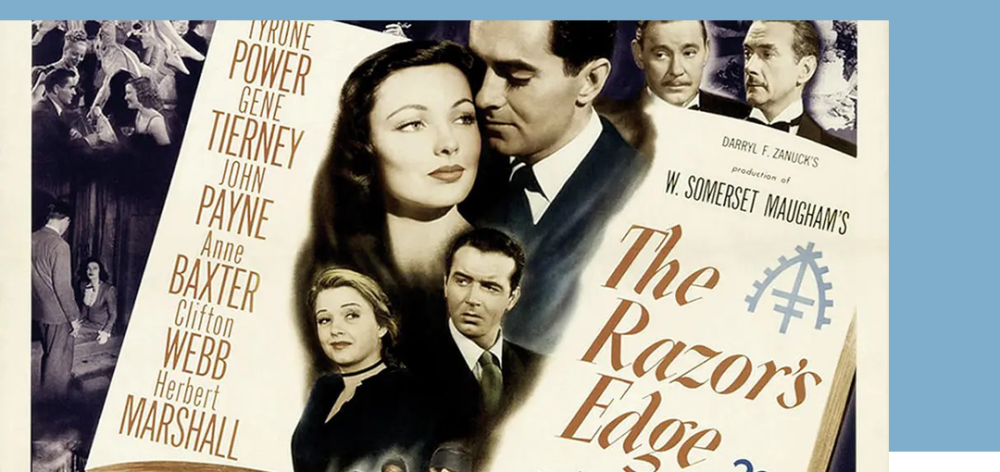 TYRONE
POWER
GENE
TIERNEY
JOHN
PAYNE
Anne
BAXTER
Clifton
WEBB
Herbert
MARSHALL
DARRYL F. ZANUCK'S
production of
W. SOMERSET MAUGHAM'S
The
Razor's
Edge